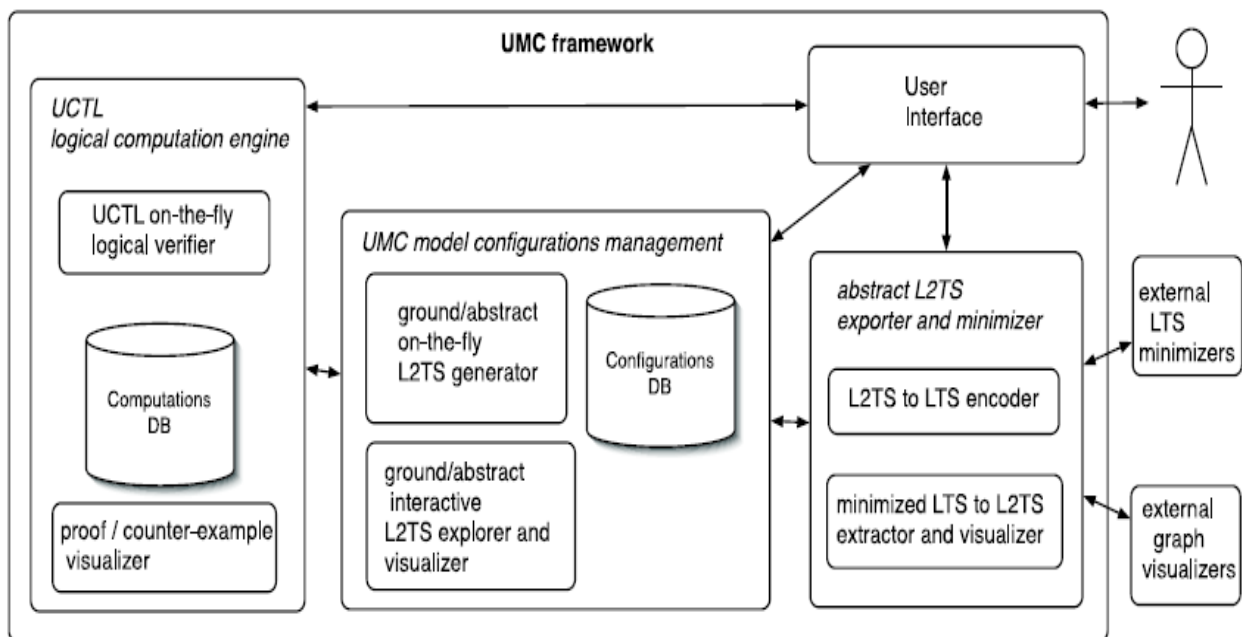 UMC framework
UCTL
logical computation engine
UCTL on-the-fly
logical verifier
Computations
DB
proof / counter-example
visualizer
UMC model configurations management
ground/abstract
on-the-fly
L2TS generator
Configurations
DB
ground/abstract
interactive
L2TS explorer and
visualizer
User
Interface
abstract L2TS
exporter and minimizer
L2TS to LTS encoder
minimized LTS to L2TS
extractor and visualizer
external
LTS
minimizers
external
graph
visualizers